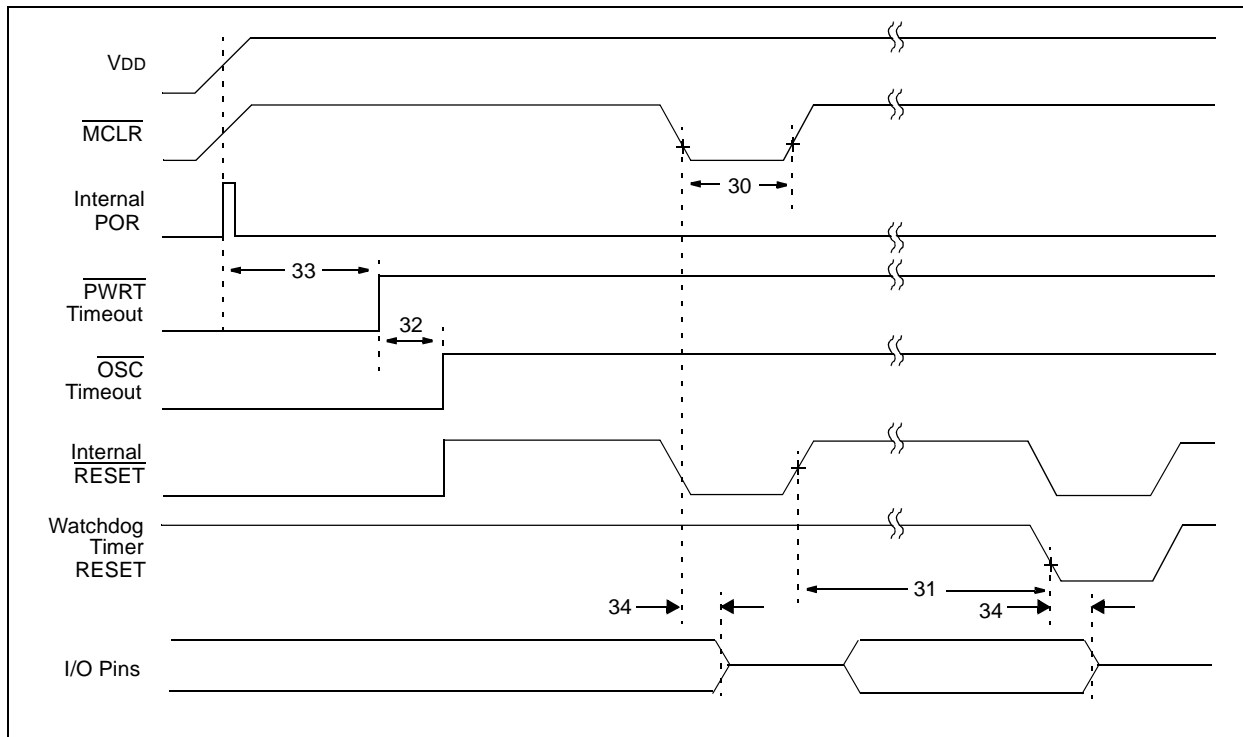 VDD
MCLR
Internal
POR
30
33
PWRT
Timeout
32
OSC
Timeout
Internal
RESET
Watchdog
Timer
RESET
31
34
34
I/O Pins